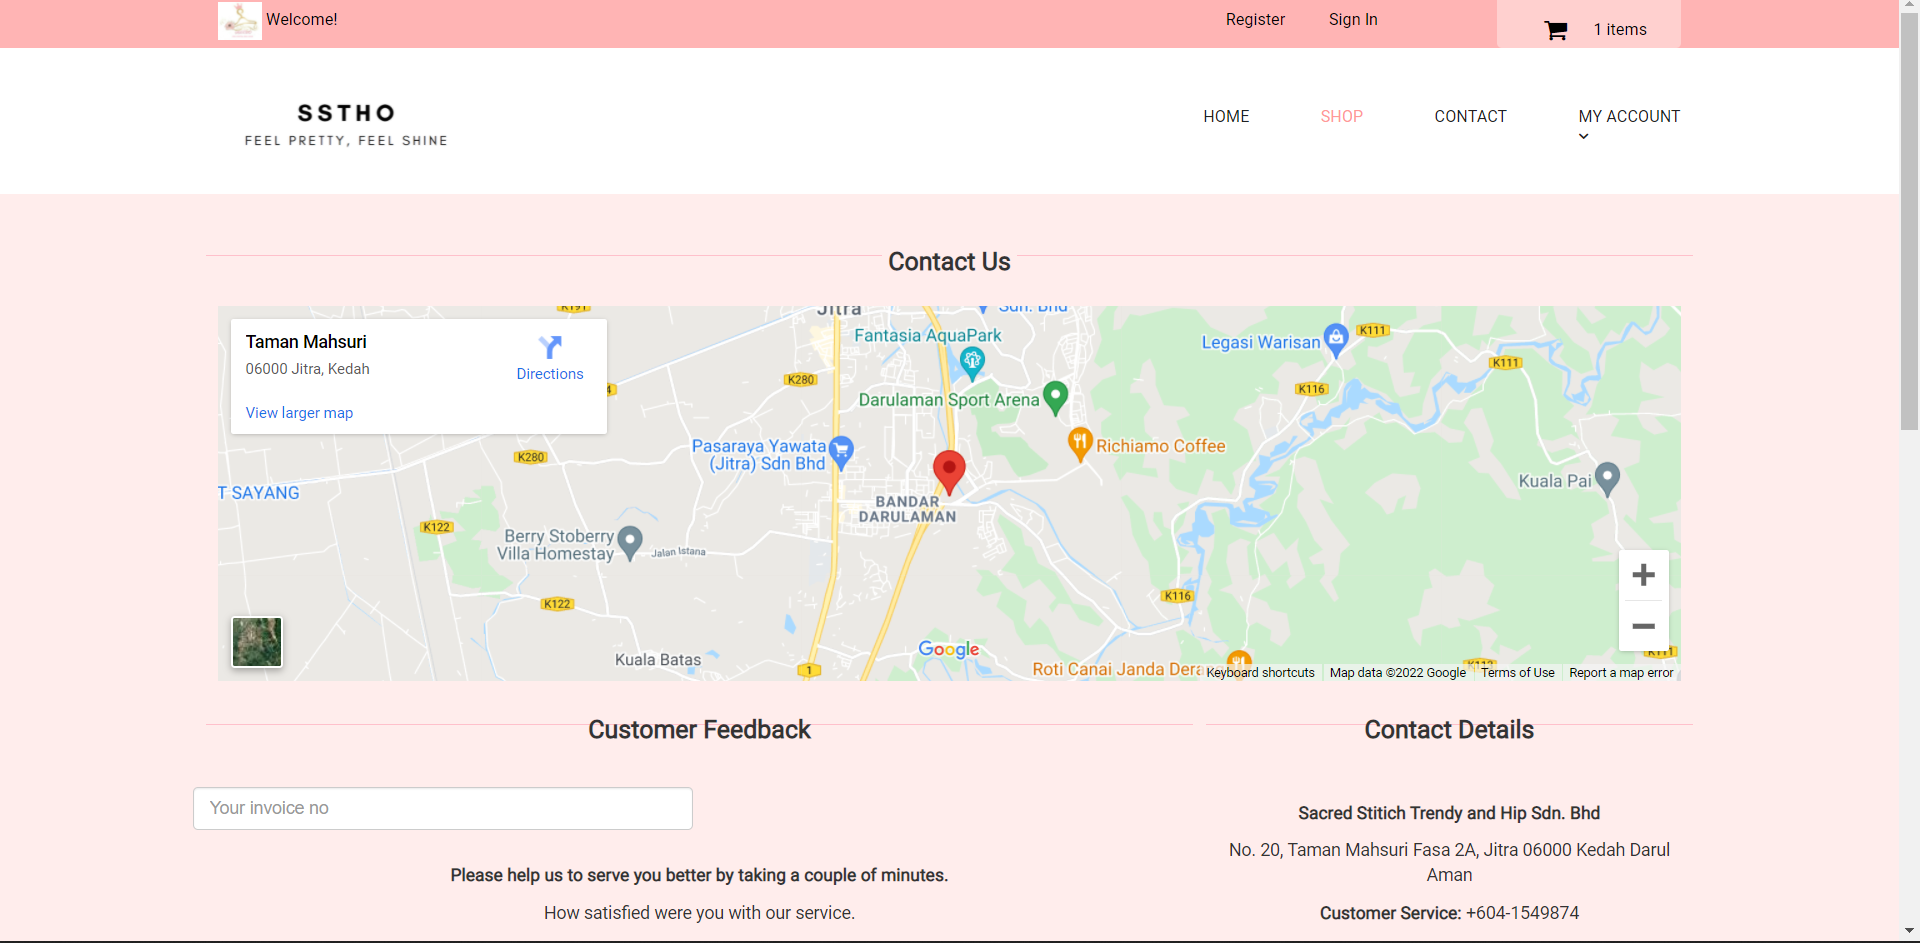 Welcome!
Register
Sign In
1 items
SSTHO
FEEL PRETTY, FEEL SHINE
HOME
SHOP
CONTACT
MY ACCOUNT
Contact Us
Taman Mahsuri
06000 Jitra, Kedah
Directions
View larger map
K191
Jitra
Sdn. Bhd
Fantasia AquaPark
Legasi Warisan
K111
K111
K280
K116
Darulaman Sport Arena
Pasaraya Yawata
(Jitra) Sdn Bhd
Richiamo Coffee
K280
Kuala Pai
T SAYANG
BANDAR
DARULAMAN
K122
Berry Stoberry
Villa Homestay
Jalan Istana
K122
K116
Google
Kuala Batas
1
Roti Canai Janda Dera
K111
Keyboard shortcuts
Map data ©2022 Google
Terms of Use
Report a map error
Customer Feedback
Your invoice no
Please help us to serve you better by taking a couple of minutes.
How satisfied were you with our service.
Contact Details
Sacred Stitich Trendy and Hip Sdn. Bhd
No. 20, Taman Mahsuri Fasa 2A, Jitra 06000 Kedah Darul
Aman
Customer Service: +604-1549874